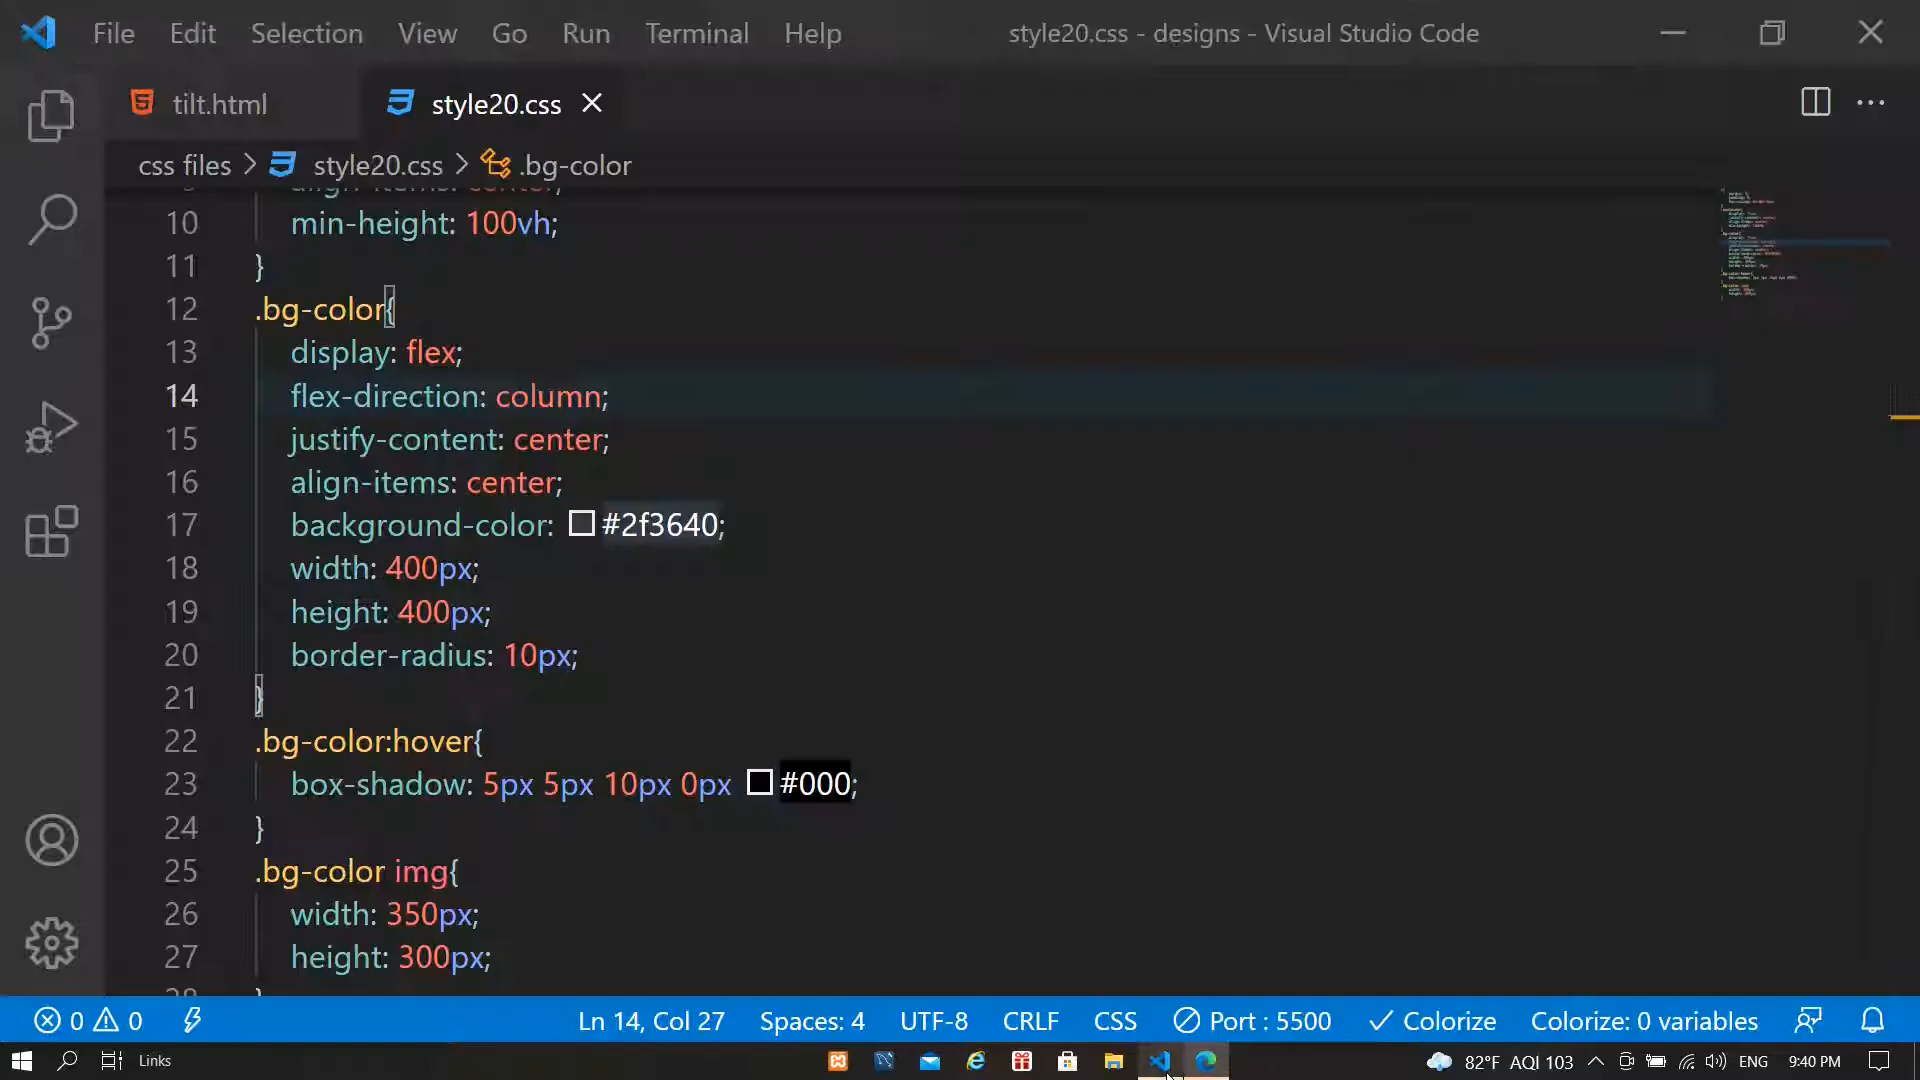 File Edit Selection View Go Run Terminal Help style20.css - designs - Visual Studio Code
tilt.html style20.css
css files > style20.css > .bg-color
9 align-items: center;
10 min-height: 100vh;
11 }
12 .bg-color{
13 display: flex;
14 flex-direction: column;
15 justify-content: center;
16 align-items: center;
17 background-color: #2f3640;
18 width: 400px;
19 height: 400px;
20 border-radius: 10px;
21 }
22 .bg-color:hover{
23 box-shadow: 5px 5px 10px 0px #000;
24 }
25 .bg-color img{
26 width: 350px;
27 height: 300px;
28 }
0 0 Ln 14, Col 27 Spaces: 4 UTF-8 CRLF CSS Port : 5500 Colorize Colorize: 0 variables
Links 82°F AQI 103 ENG 9:40 PM